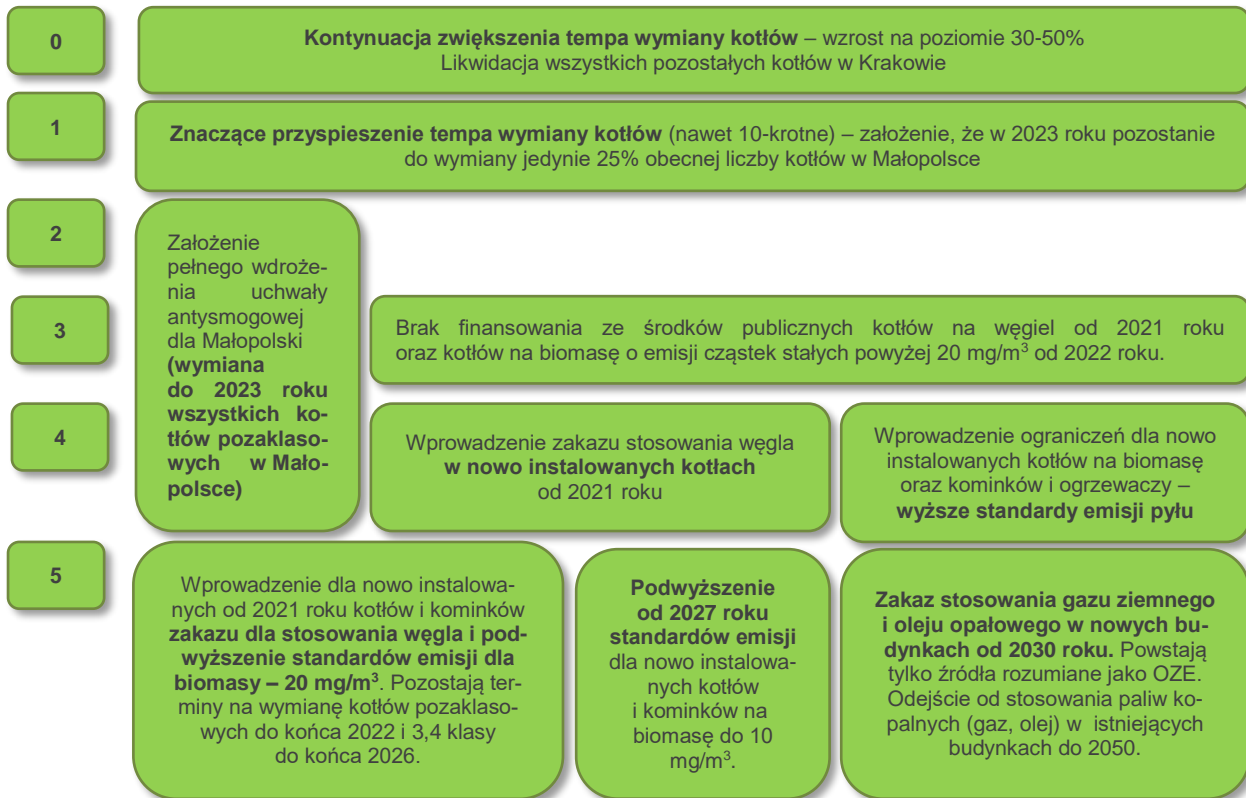 0
Kontynuacja zwiększenia tempa wymiany kotłów – wzrost na poziomie 30-50%
Likwidacja wszystkich pozostałych kotłów w Krakowie
1
Znaczące przyspieszenie tempa wymiany kotłów (nawet 10-krotne) – założenie, że w 2023 roku pozostanie
do wymiany jedynie 25% obecnej liczby kotłów w Małopolsce
2
Założenie
pełnego wdroże-
nia uchwały
antysmogowej
dla Małopolski
(wymiana
do 2023 roku
wszystkich ko-
tłów pozaklaso-
wych w Mało-
polsce)
3
Brak finansowania ze środków publicznych kotłów na węgiel od 2021 roku
oraz kotłów na biomasę o emisji cząstek stałych powyżej 20 mg/m³ od 2022 roku.
4
Wprowadzenie zakazu stosowania węgla
w nowo instalowanych kotłach
od 2021 roku
Wprowadzenie ograniczeń dla nowo
instalowanych kotłów na biomasę
oraz kominków i ogrzewaczy –
wyższe standardy emisji pyłu
5
Wprowadzenie dla nowo instalowa-
nych od 2021 roku kotłów i kominków
zakazu dla stosowania węgla i pod-
wyższenie standardów emisji dla
biomasy – 20 mg/m³. Pozostają ter-
miny na wymianę kotłów pozaklaso-
wych do końca 2022 i 3,4 klasy
do końca 2026.
Podwyższenie
od 2027 roku
standardów emisji
dla nowo instalowa-
nych kotłów
i kominków na
biomasę do 10
mg/m³.
Zakaz stosowania gazu ziemnego
i oleju opałowego w nowych bu-
dynkach od 2030 roku. Powstają
tylko źródła rozumiane jako OZE.
Odejście od stosowania paliw ko-
palnych (gaz, olej) w istniejących
budynkach do 2050.